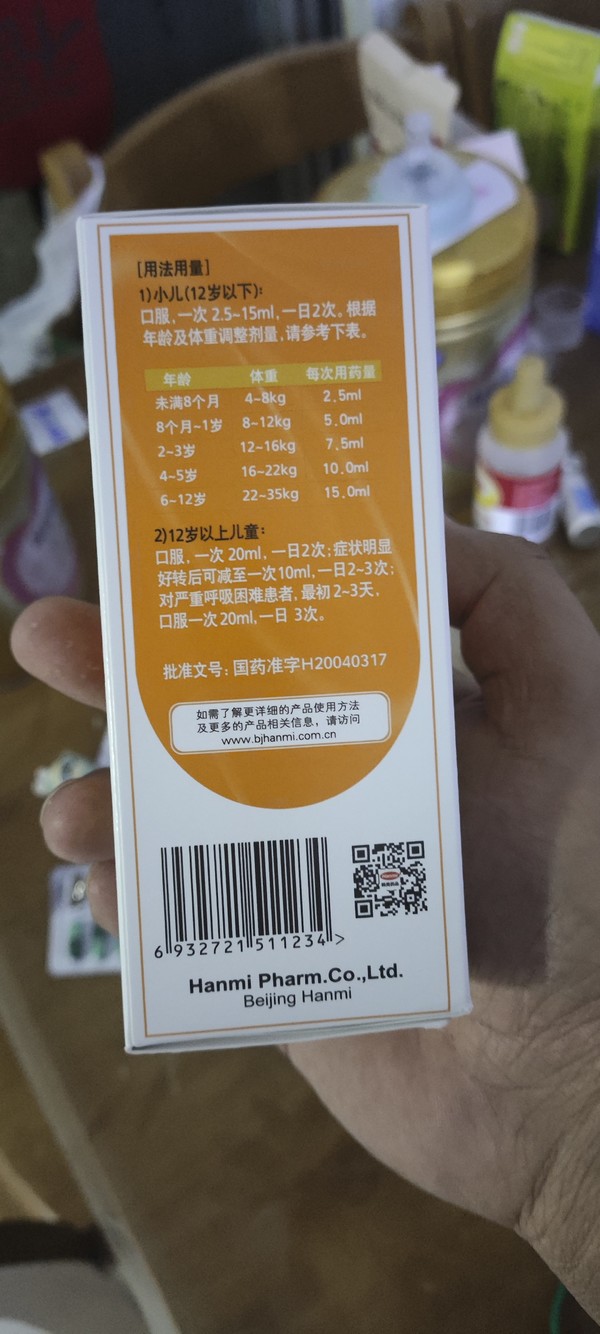 [用法用量]
1)小儿(12岁以下):
口服,一次 2.5~15ml,一日2次。根据
年龄及体重调整剂量,请参考下表。
年龄 体重 每次用药量
未满8个月 4~8kg 2.5ml
8个月~1岁 8~12kg 5.0ml
2~3岁 12~16kg 7.5ml
4~5岁 16~22kg 10.0ml
6~12岁 22~35kg 15.0ml
2)12岁以上儿童:
口服, 一次 20ml, 一日2次;症状明显
好转后可减至一次10ml,一日2~3次;
对严重呼吸困难患者, 最初2~3天,
口服一次20ml,一日 3次。
批准文号: 国药准字H20040317
如需了解更详细的产品使用方法
及更多的产品相关信息, 请访问
www.bjhanmi.com.cn
6 932721 511234 >
Hanmi Pharm.Co.,Ltd.
Beijing Hanmi